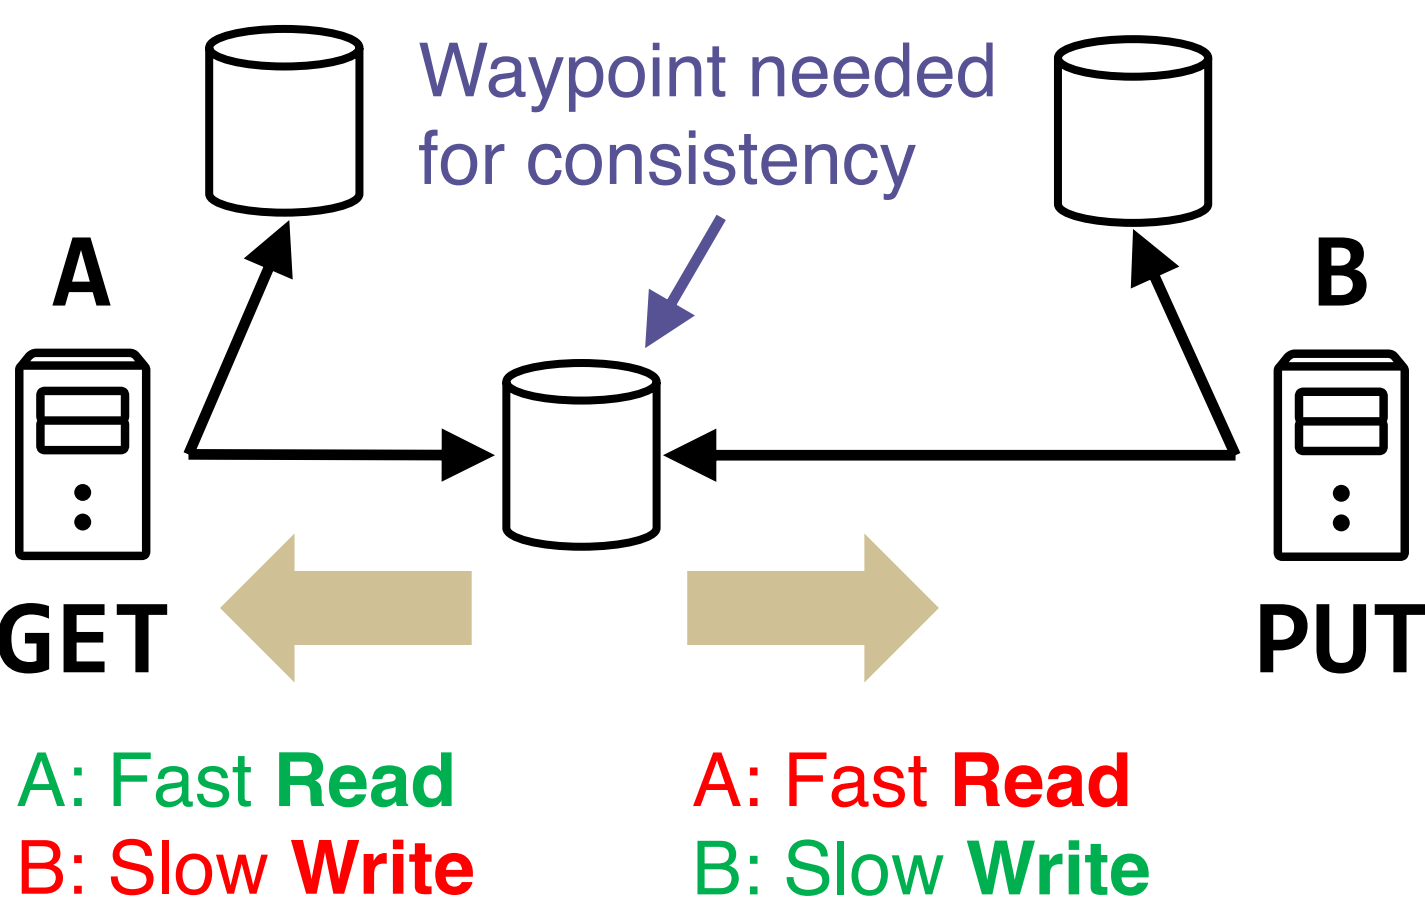 Waypoint needed
for consistency
A
B
GET
PUT
A: Fast Read
B: Slow Write
A: Fast Read
B: Slow Write